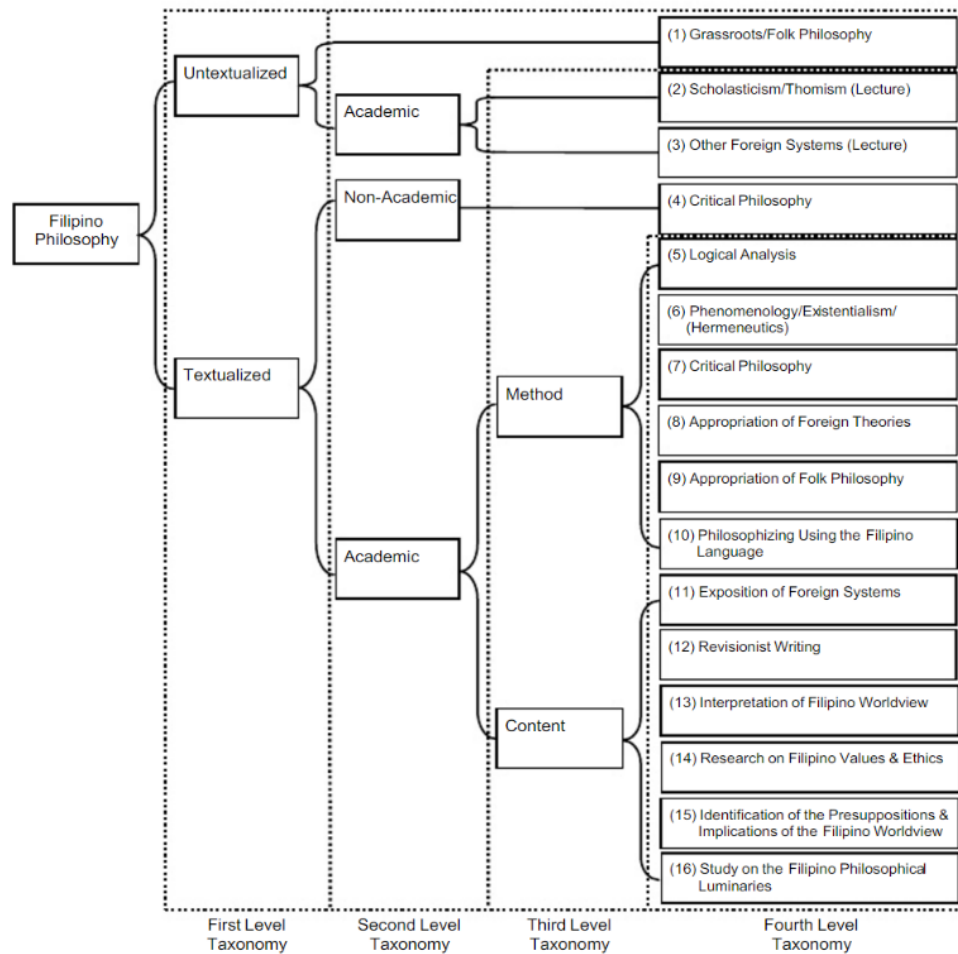 Filipino
Philosophy
Untextualized
Textualized
Academic
Non-Academic
Academic
Method
Content
(1) Grassroots/Folk Philosophy
(2) Scholasticism/Thomism (Lecture)
(3) Other Foreign Systems (Lecture)
(4) Critical Philosophy
(5) Logical Analysis
(6) Phenomenology/Existentialism/
(Hermeneutics)
(7) Critical Philosophy
(8) Appropriation of Foreign Theories
(9) Appropriation of Folk Philosophy
(10) Philosophizing Using the Filipino
Language
(11) Exposition of Foreign Systems
(12) Revisionist Writing
(13) Interpretation of Filipino Worldview
(14) Research on Filipino Values & Ethics
(15) Identification of the Presuppositions &
Implications of the Filipino Worldview
(16) Study on the Filipino Philosophical
Luminaries
First Level
Taxonomy
Second Level
Taxonomy
Third Level
Taxonomy
Fourth Level
Taxonomy